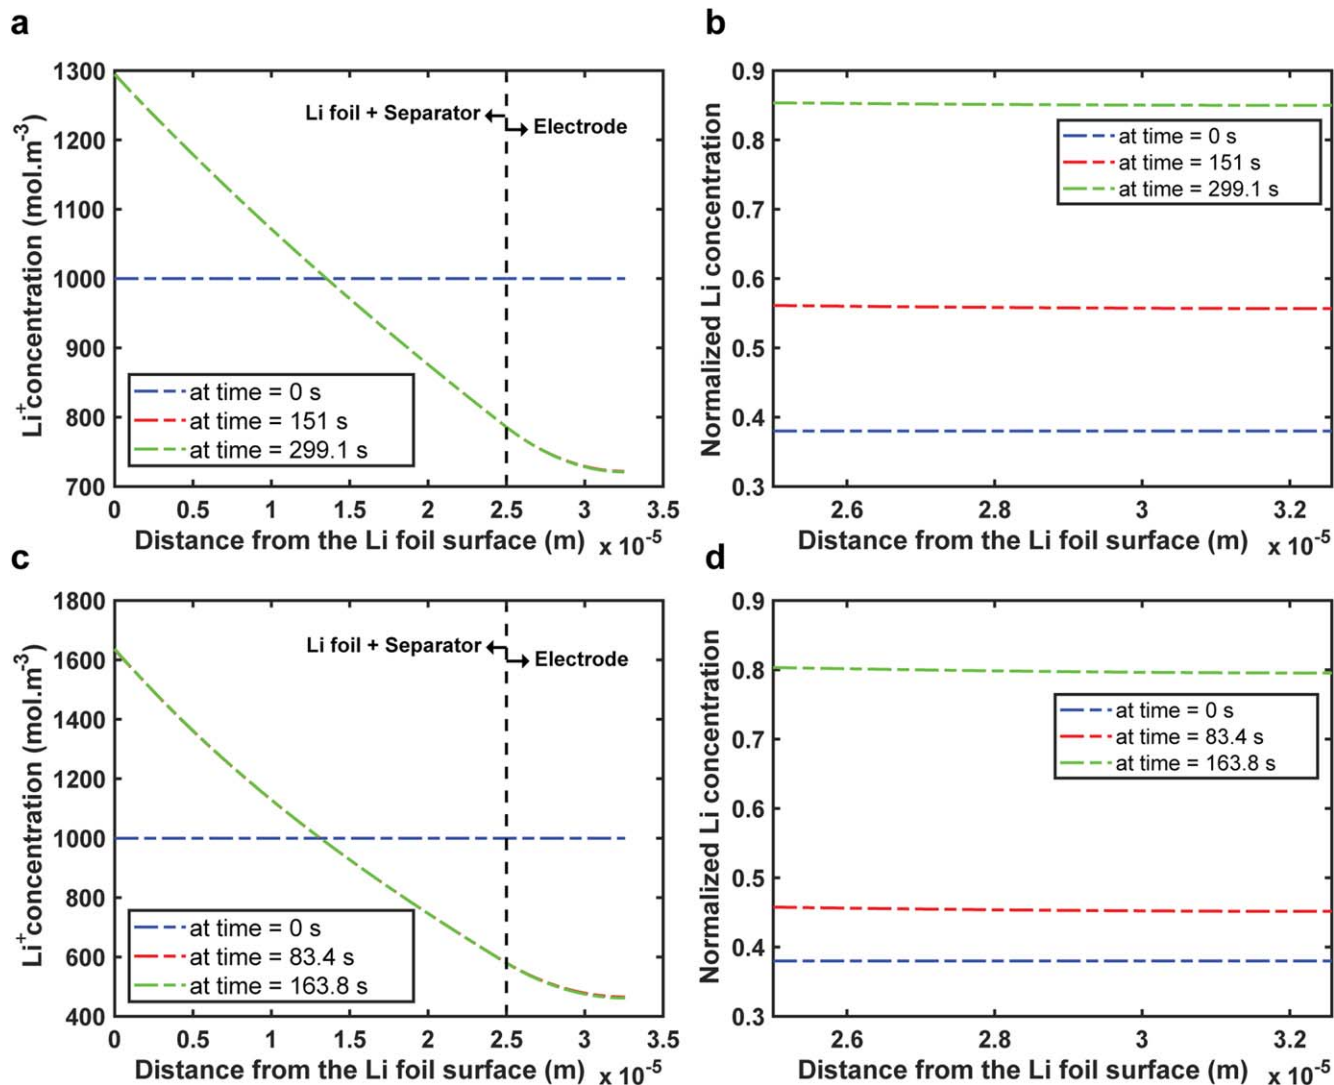 a
1300
1200
1100
1000
900
800
700
Li+concentration (mol.m-3)
Li foil + Separator
Electrode
at time = 0 s
at time = 151 s
at time = 299.1 s
0 0.5 1 1.5 2 2.5 3 3.5
Distance from the Li foil surface (m) x 10-5
b
0.9
0.8
0.7
0.6
0.5
0.4
0.3
Normalized Li concentration
at time = 0 s
at time = 151 s
at time = 299.1 s
2.6 2.8 3 3.2
Distance from the Li foil surface (m) x 10-5
c
1800
1600
1400
1200
1000
800
600
400
Li+concentration (mol.m-3)
Li foil + Separator
Electrode
at time = 0 s
at time = 83.4 s
at time = 163.8 s
0 0.5 1 1.5 2 2.5 3 3.5
Distance from the Li foil surface (m) x 10-5
d
0.9
0.8
0.7
0.6
0.5
0.4
0.3
Normalized Li concentration
at time = 0 s
at time = 83.4 s
at time = 163.8 s
2.6 2.8 3 3.2
Distance from the Li foil surface (m) x 10-5